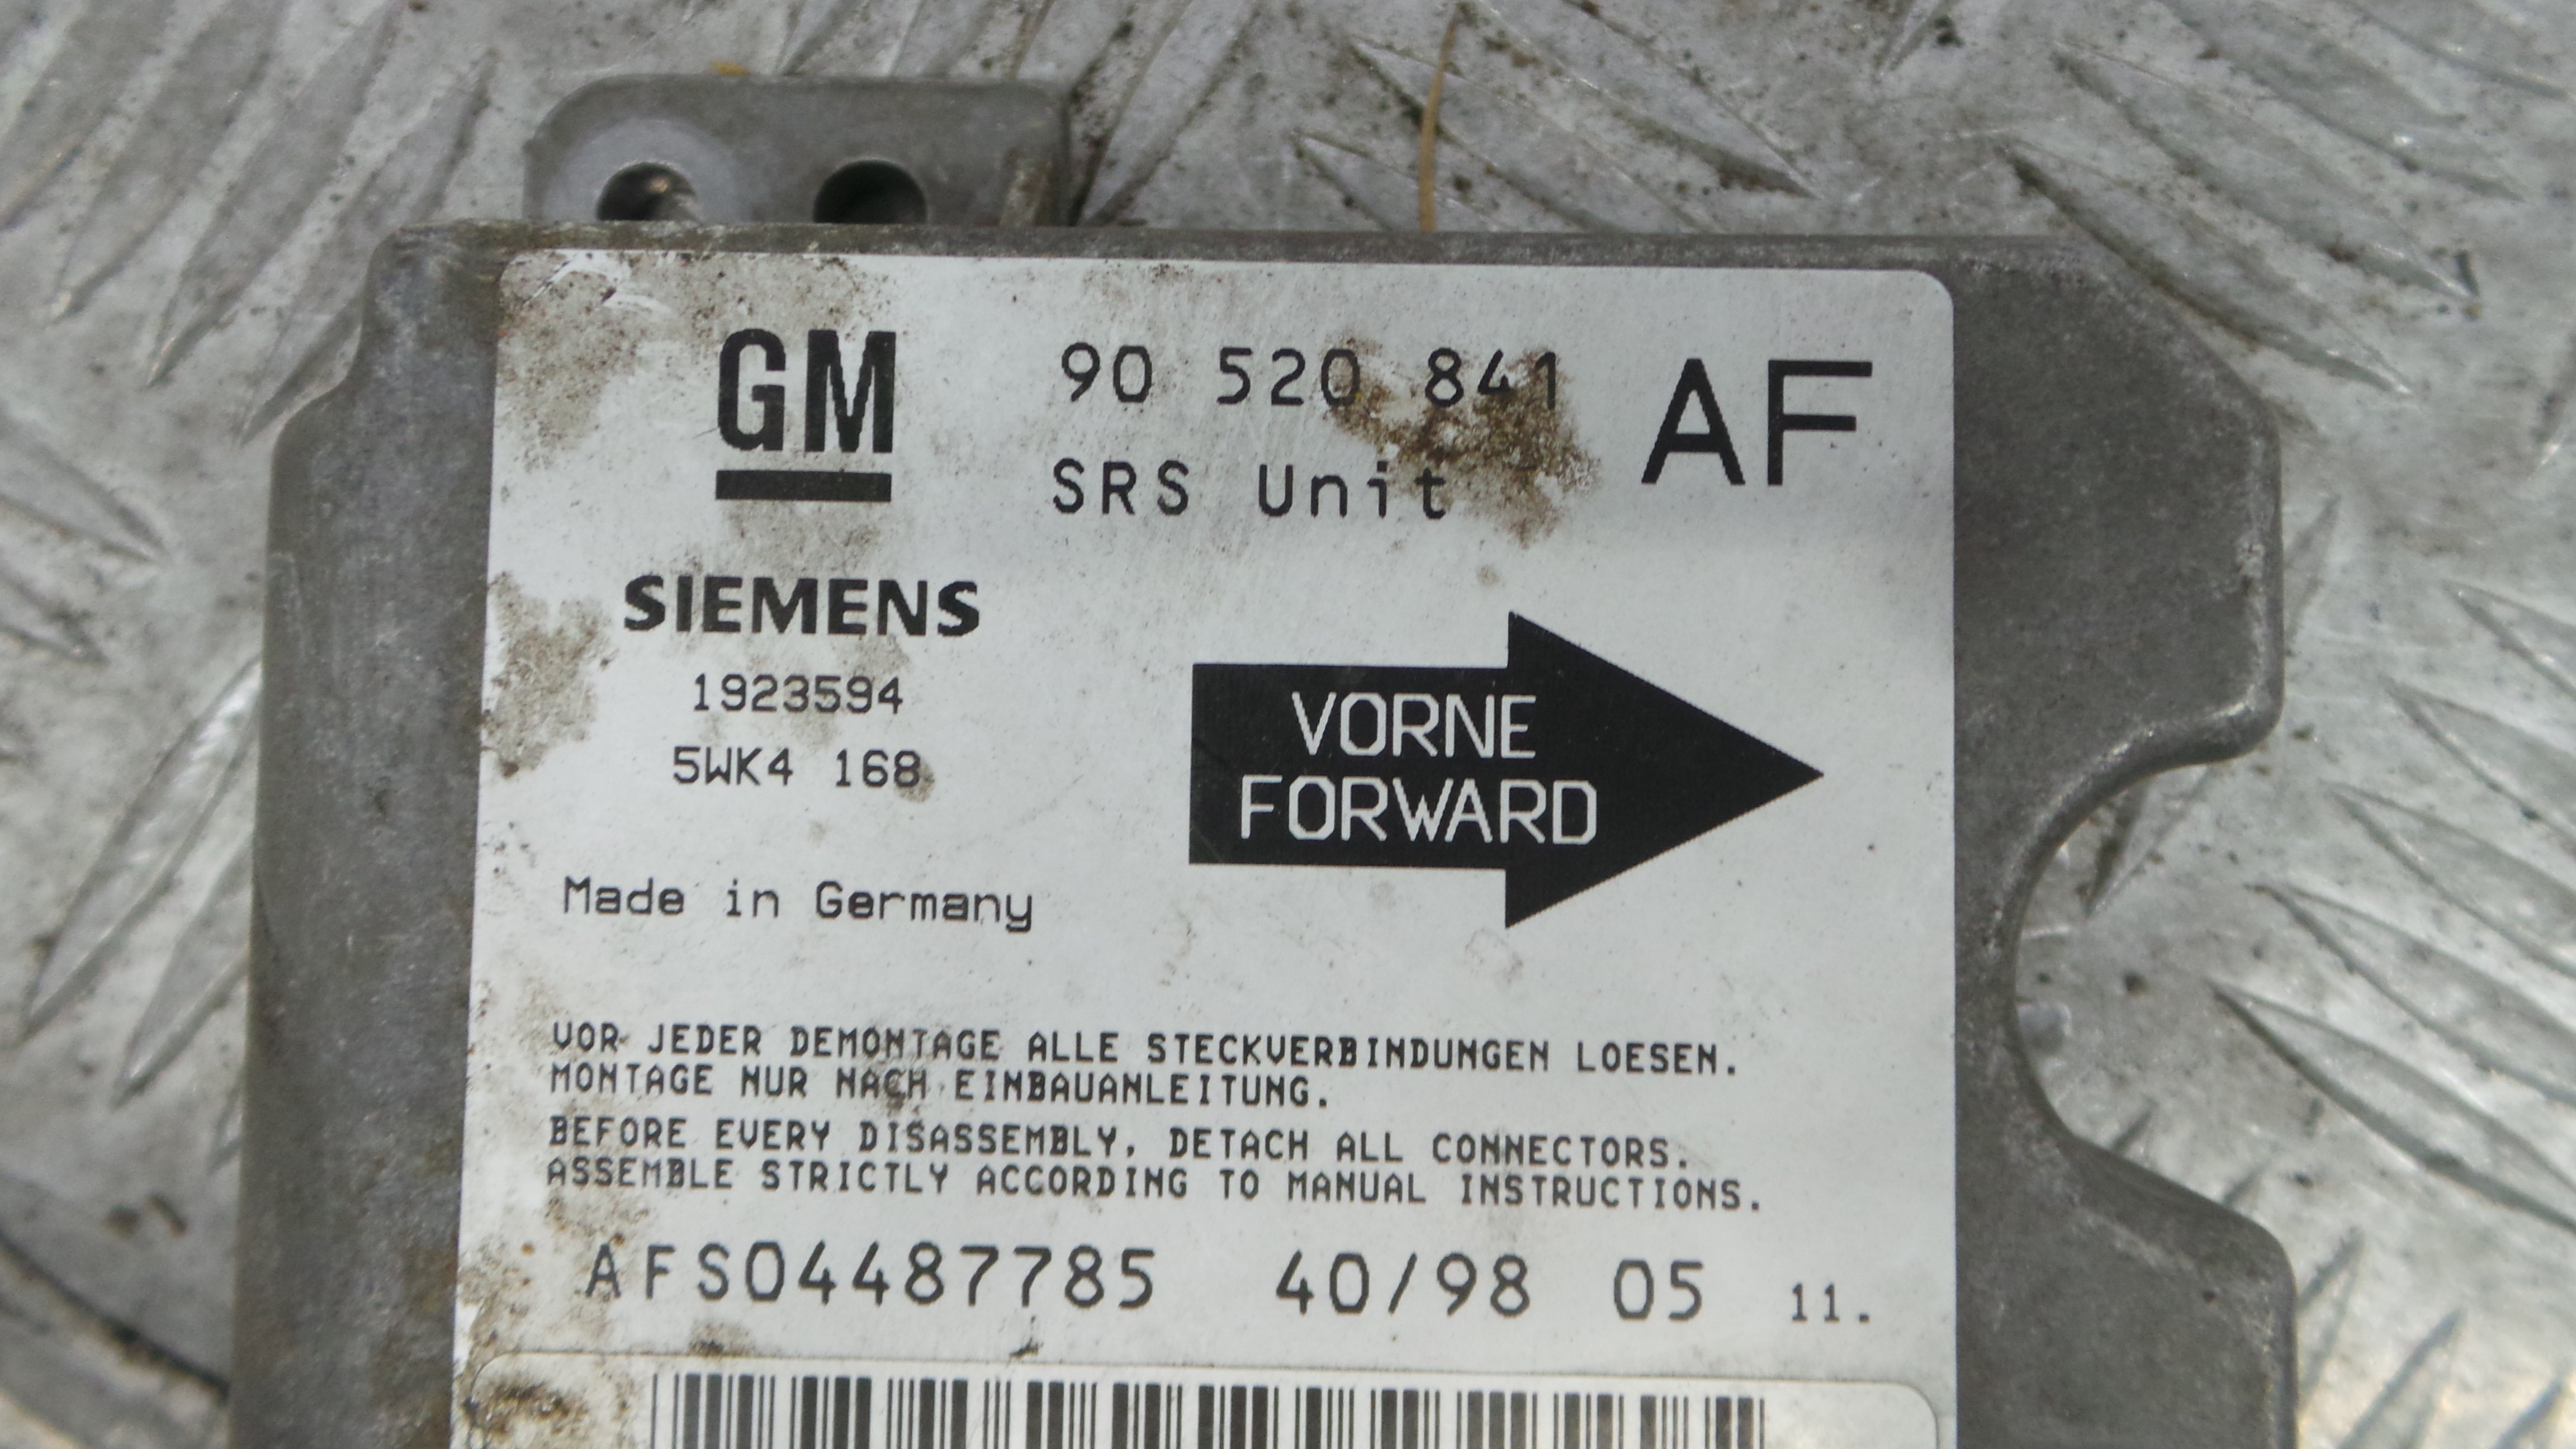 GM
90 520 841 AF
SRS Unit
SIEMENS
1923594
5WK4 168
VORNE
FORWARD
Made in Germany
VOR JEDER DEMONTAGE ALLE STECKVERBINDUNGEN LOESEN.
MONTAGE NUR NACH EINBAUANLEITUNG.
BEFORE EVERY DISASSEMBLY, DETACH ALL CONNECTORS.
ASSEMBLE STRICTLY ACCORDING TO MANUAL INSTRUCTIONS.
AFS04487785 40/98 05 11.